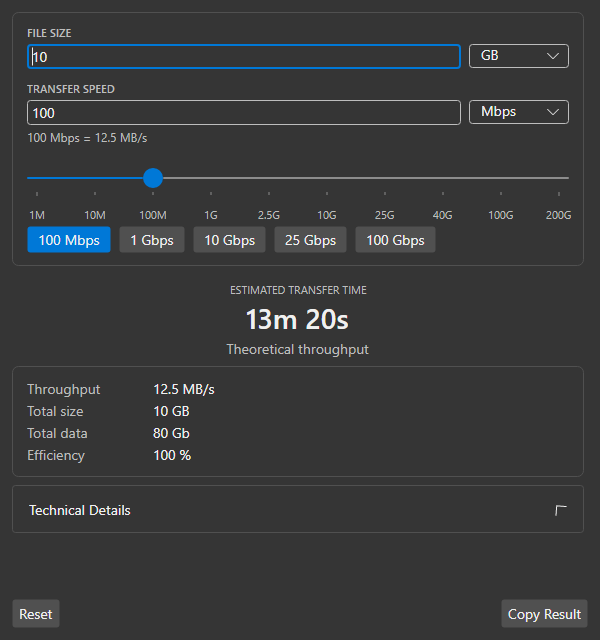 FILE SIZE
10 GB
TRANSFER SPEED
100 Mbps
100 Mbps = 12.5 MB/s
1M 10M 100M 1G 2.5G 10G 25G 40G 100G 200G
100 Mbps 1 Gbps 10 Gbps 25 Gbps 100 Gbps
ESTIMATED TRANSFER TIME
13m 20s
Theoretical throughput
Throughput 12.5 MB/s
Total size 10 GB
Total data 80 Gb
Efficiency 100 %
Technical Details
Reset Copy Result